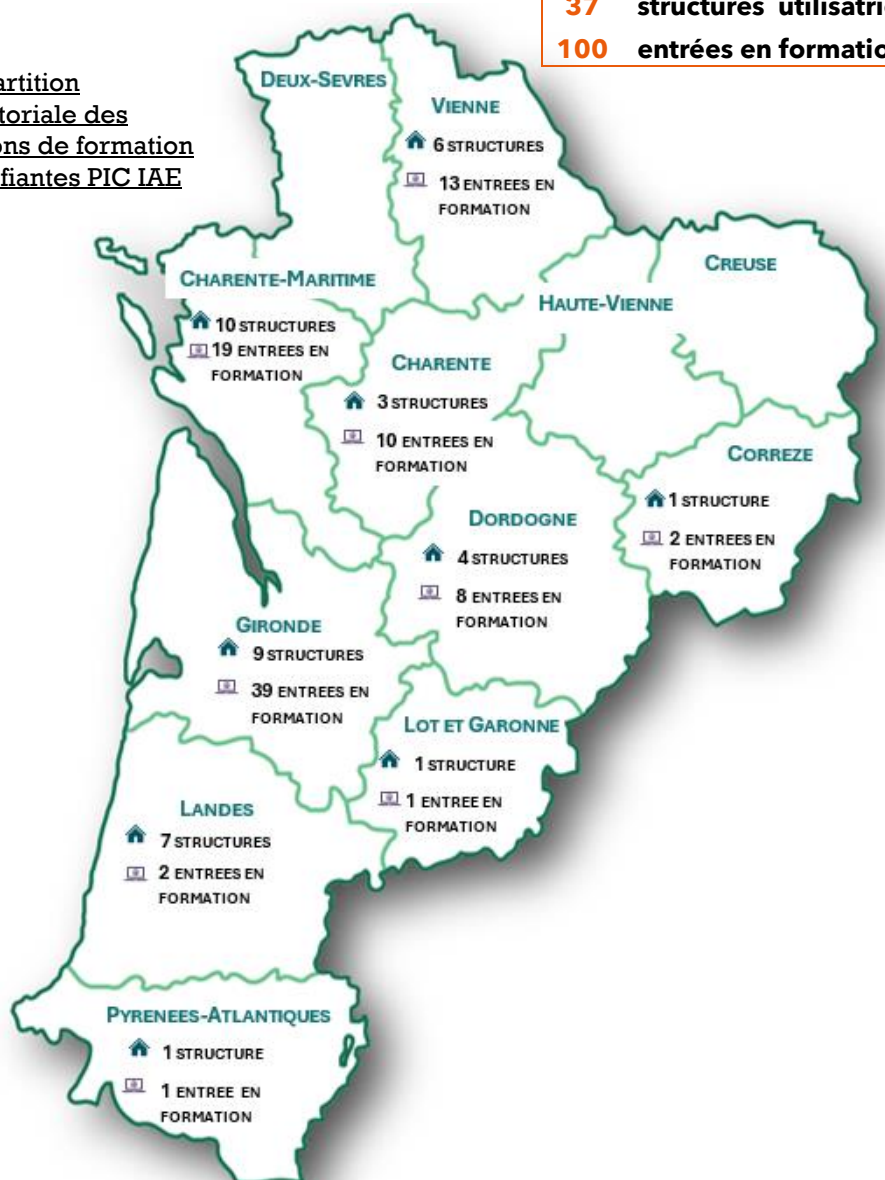 37 structures utilisatri
100 entrées en formatio
artition
toriale des
ons de formation
fiantes PIC IAE
DEUX-SEVRES
VIENNE
6 STRUCTURES
13 ENTREES EN
FORMATION
CREUSE
CHARENTE-MARITIME
10 STRUCTURES
19 ENTREES EN
FORMATION
HAUTE-VIENNE
CHARENTE
3 STRUCTURES
10 ENTREES EN
FORMATION
CORREZE
1 STRUCTURE
2 ENTREES EN
FORMATION
DORDOGNE
4 STRUCTURES
8 ENTREES EN
FORMATION
GIRONDE
9 STRUCTURES
39 ENTREES EN
FORMATION
LOT ET GARONNE
1 STRUCTURE
1 ENTREE EN
FORMATION
LANDES
7 STRUCTURES
2 ENTREES EN
FORMATION
PYRENEES-ATLANTIQUES
1 STRUCTURE
1 ENTREE EN
FORMATION